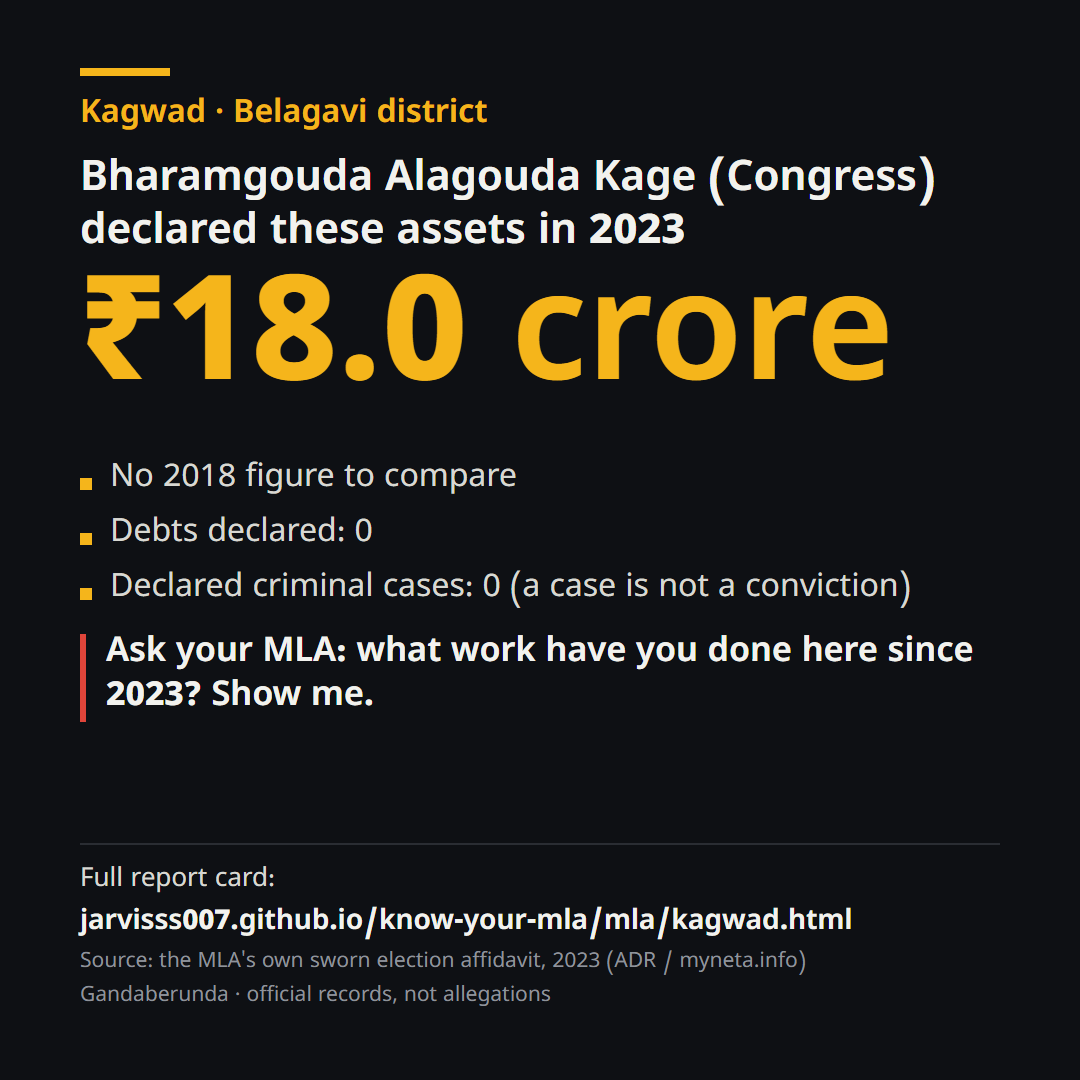 Kagwad · Belagavi district
Bharamgouda Alagouda Kage (Congress)
declared these assets in 2023
₹18.0 crore
No 2018 figure to compare
Debts declared: 0
Declared criminal cases: 0 (a case is not a conviction)
Ask your MLA: what work have you done here since
2023? Show me.
Full report card:
jarvisss007.github.io/know-your-mla/mla/kagwad.html
Source: the MLA's own sworn election affidavit, 2023 (ADR / myneta.info)
Gandaberunda · official records, not allegations